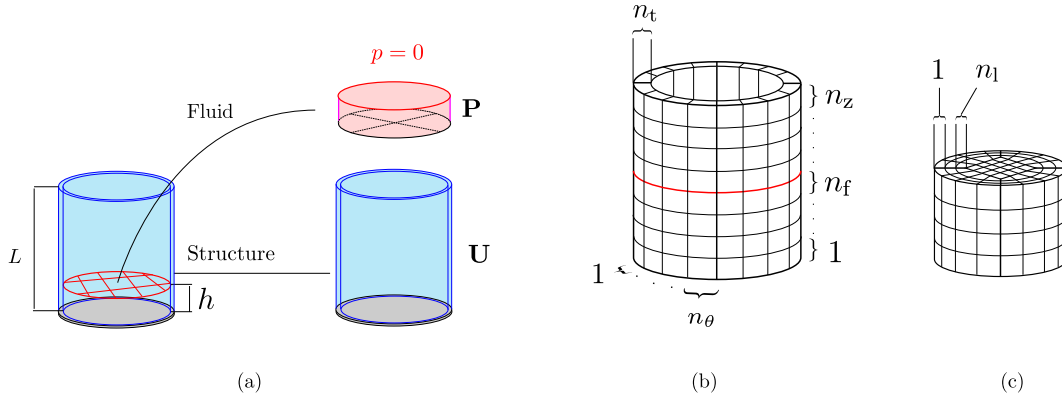 p = 0
Fluid
P
L
Structure
U
h
(a)
n_t
n_z
n_f
1
1
n_θ
(b)
1
n_l
(c)